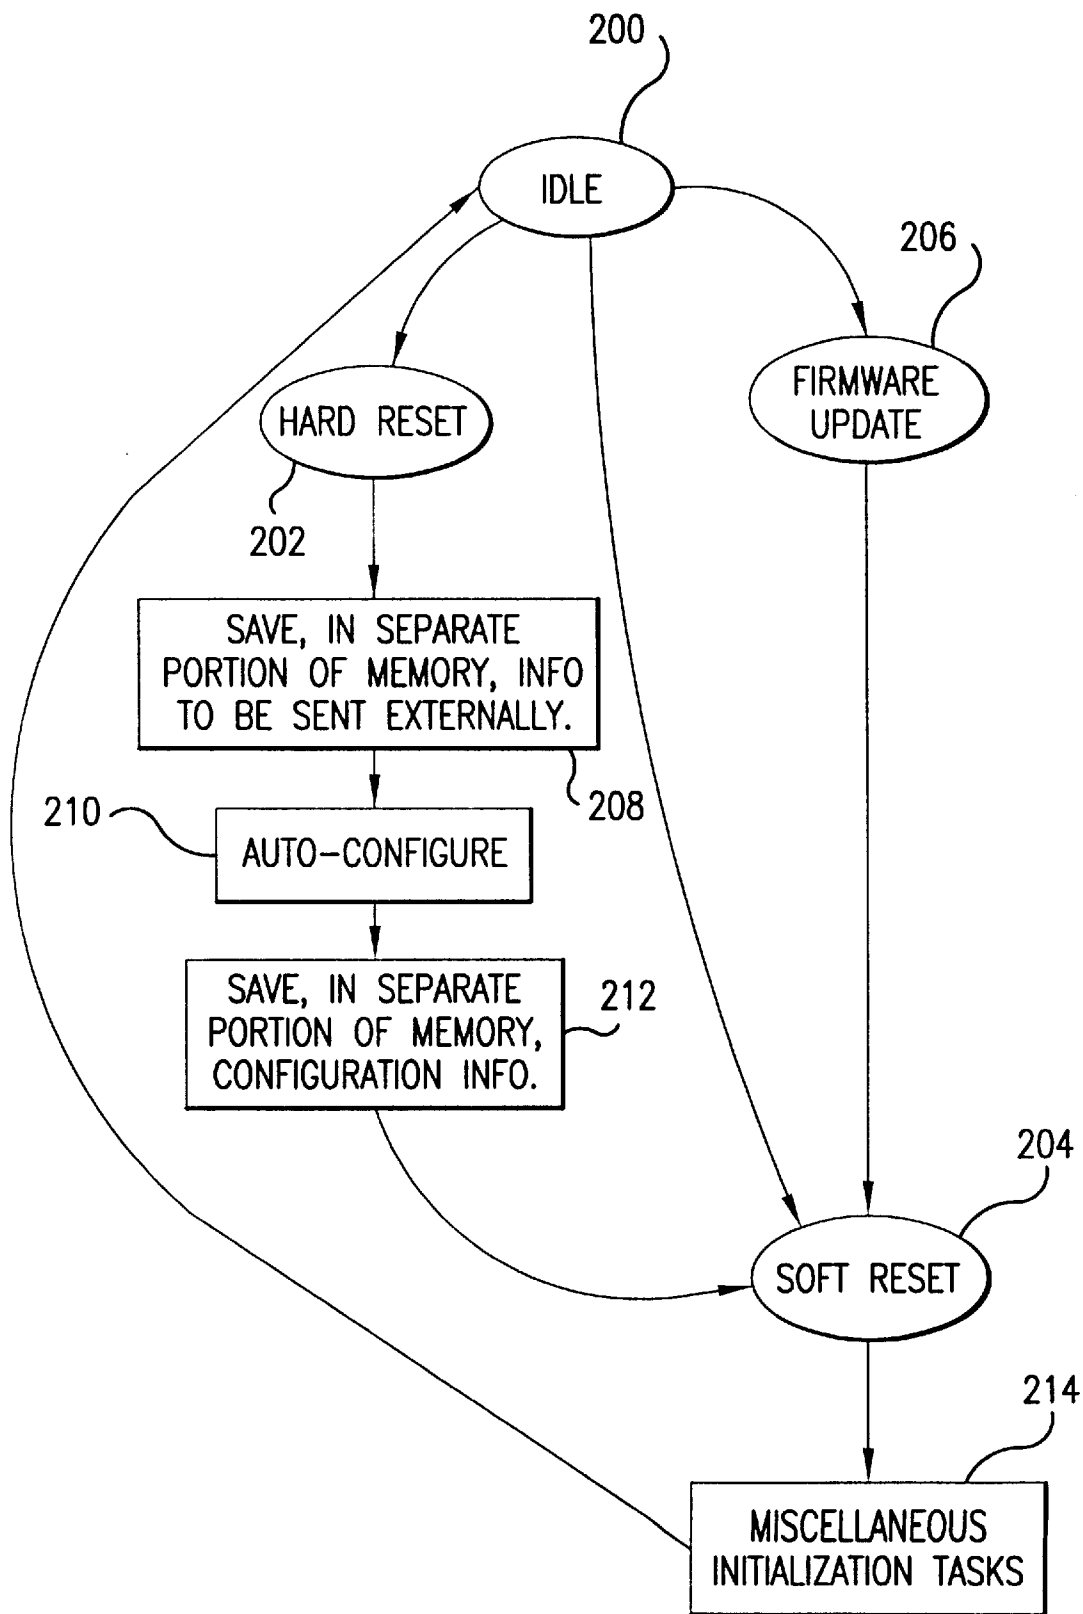 200
IDLE
206
FIRMWARE
UPDATE
HARD RESET
202
SAVE, IN SEPARATE
PORTION OF MEMORY, INFO
TO BE SENT EXTERNALLY.
208
210
AUTO-CONFIGURE
SAVE, IN SEPARATE
PORTION OF MEMORY,
CONFIGURATION INFO.
212
204
SOFT RESET
214
MISCELLANEOUS
INITIALIZATION TASKS